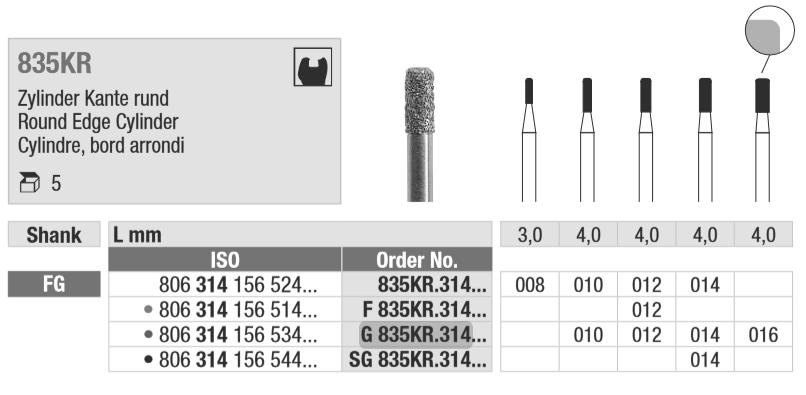 835KR
Zylinder Kante rund
Round Edge Cylinder
Cylindre, bord arrondi
5
Shank L mm 3,0 4,0 4,0 4,0 4,0
ISO Order No.
FG 806 314 156 524... 835KR.314... 008 010 012 014
• 806 314 156 514... F 835KR.314... 012
• 806 314 156 534... G 835KR.314... 010 012 014 016
• 806 314 156 544... SG 835KR.314... 014